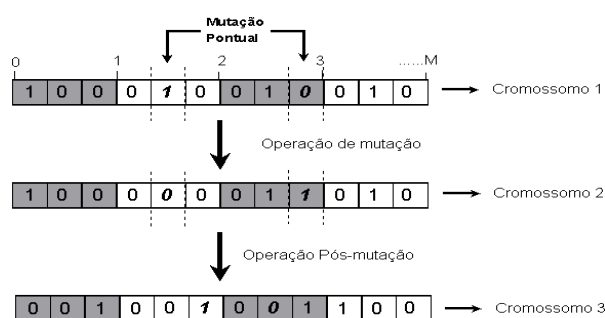 Mutação
Pontual
0 1 2 3 ......M
1 0 0 0 1 0 0 1 0 0 1 0 Cromossomo 1
Operação de mutação
1 0 0 0 0 0 0 1 1 0 1 0 Cromossomo 2
Operação Pós-mutação
0 0 1 0 0 1 0 0 1 1 0 0 Cromossomo 3